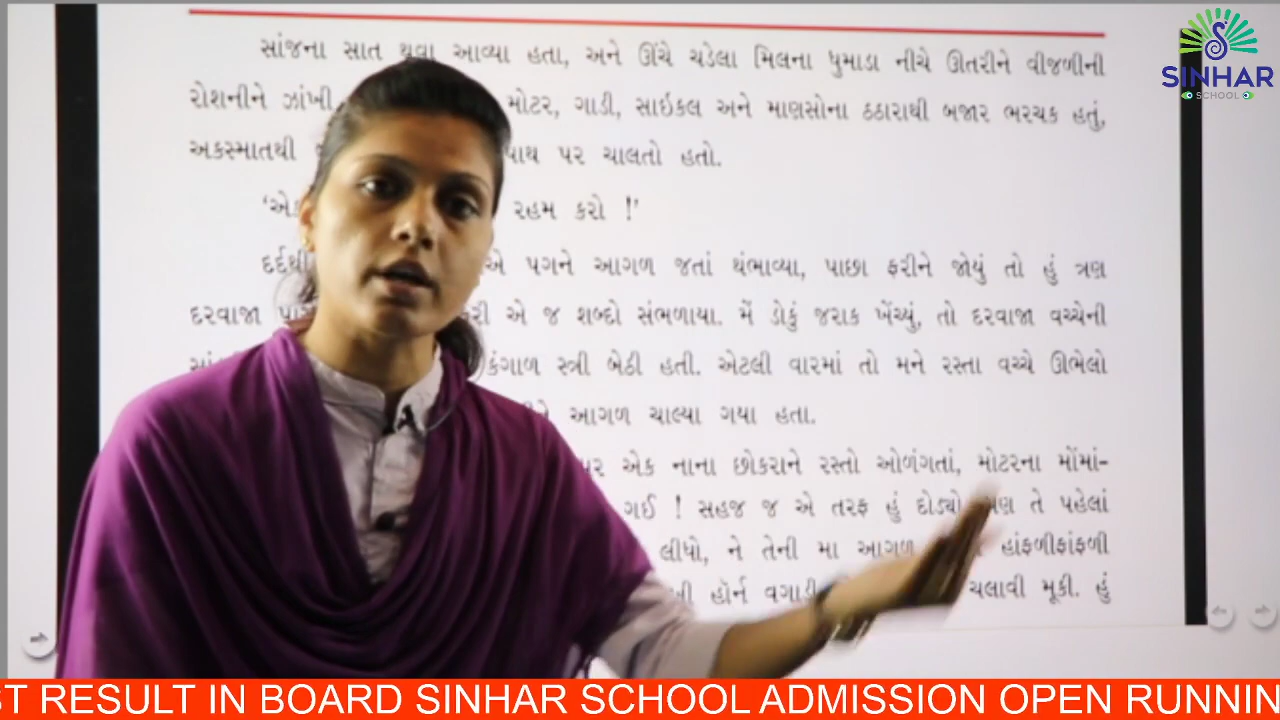 સાંજના સાત થવા આવ્યા હતા, અને ઊંચે ચડેલા મિલના ધુમાડા નીચે ઊતરીને વીજળીની
રોશનીને ઝાંખી મોટર, ગાડી, સાઇકલ અને માણસોના ઠઠારાથી બજાર ભરચક હતું,
અકસ્માતથી પર ચાલતો હતો.
રહમ કરો !'
પગને આગળ જતાં થંભાવ્યા, પાછા ફરીને જોયું તો હું ત્રણ
દરવાજા એ જ શબ્દો સંભળાયા. મેં ડોકું જરાક ખેંચ્યું, તો દરવાજા વચ્ચેની
કંગાળ સ્ત્રી બેઠી હતી. એટલી વારમાં તો મને રસ્તા વચ્ચે ઊભેલો
આગળ ચાલ્યા ગયા હતા.
એક નાના છોકરાને રસ્તો ઓળંગતાં, મોટરના મોંમાં-
ગઈ ! સહજ જ એ તરફ હું દોડ્યો તે પહેલાં
લીધો, ને તેની મા આગળ હાંફળીફાંફળી
હૉર્ન વગાડી ચલાવી મૂકી. હું
SINHAR
SCHOOL
RESULT IN BOARD SINHAR SCHOOL ADMISSION OPEN